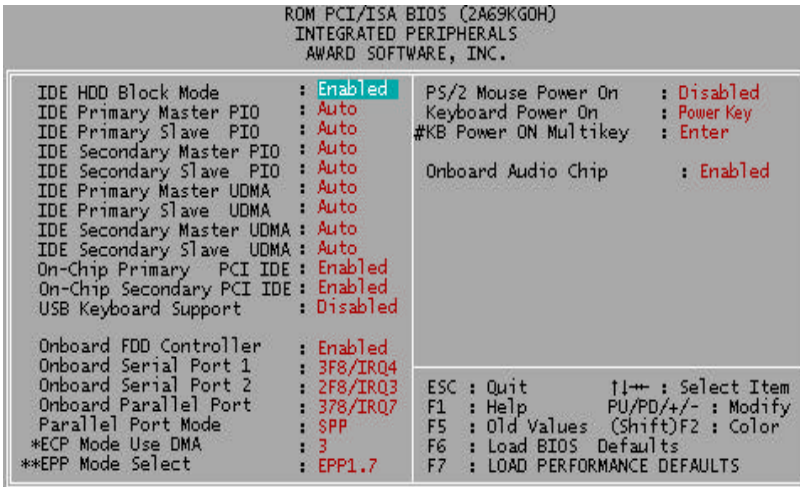 ROM PCI/ISA BIOS (2A69KG0H)
INTEGRATED PERIPHERALS
AWARD SOFTWARE, INC.
IDE HDD Block Mode : Enabled
IDE Primary Master PIO : Auto
IDE Primary Slave PIO : Auto
IDE Secondary Master PIO : Auto
IDE Secondary Slave PIO : Auto
IDE Primary Master UDMA : Auto
IDE Primary Slave UDMA : Auto
IDE Secondary Master UDMA : Auto
IDE Secondary Slave UDMA : Auto
On-Chip Primary PCI IDE : Enabled
On-Chip Secondary PCI IDE : Enabled
USB Keyboard Support : Disabled
Onboard FDD Controller : Enabled
Onboard Serial Port 1 : 3F8/IRQ4
Onboard Serial Port 2 : 2F8/IRQ3
Onboard Parallel Port : 378/IRQ7
Parallel Port Mode : SPP
*ECP Mode Use DMA : 3
**EPP Mode Select : EPP1.7
PS/2 Mouse Power On : Disabled
Keyboard Power On : Power Key
#KB Power ON Multikey : Enter
Onboard Audio Chip : Enabled
ESC : Quit ↑↓→← : Select Item
F1 : Help PU/PD/+/- : Modify
F5 : Old Values (Shift)F2 : Color
F6 : Load BIOS Defaults
F7 : LOAD PERFORMANCE DEFAULTS